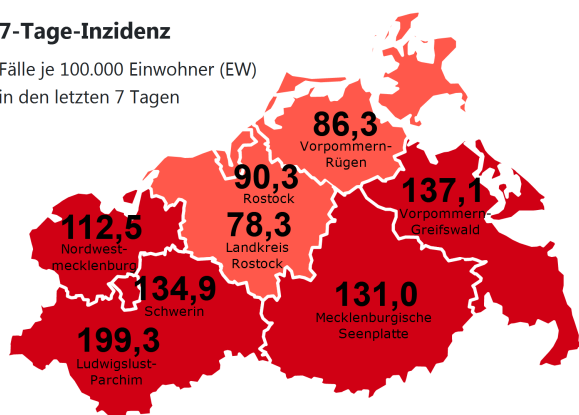 7-Tage-Inzidenz
Fälle je 100.000 Einwohner (EW)
in den letzten 7 Tagen
86,3
Vorpommern-
Rügen
90,3
Rostock
137,1
Vorpommern-
Greifswald
78,3
Landkreis
Rostock
112,5
Nordwest-
mecklenburg
134,9
Schwerin
131,0
Mecklenburgische
Seenplatte
199,3
Ludwigslust-
Parchim